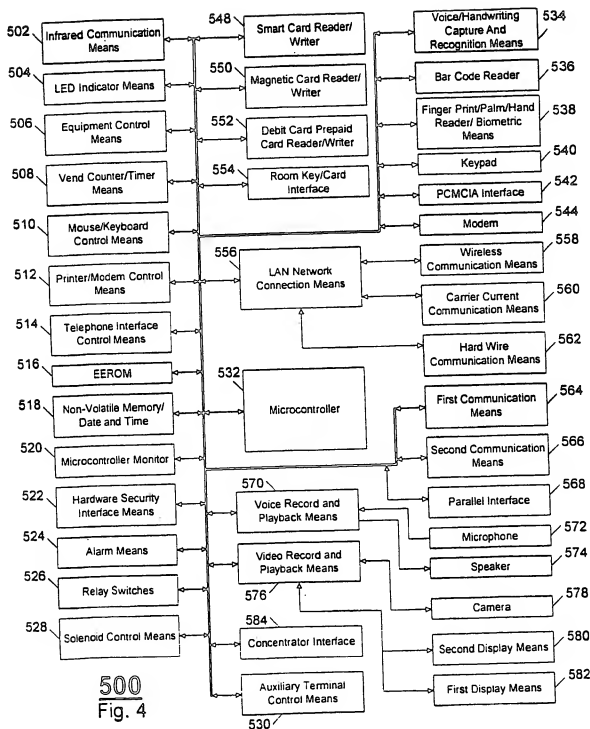 502
Infrared Communication
Means
504
LED Indicator Means
506
Equipment Control
Means
508
Vend Counter/Timer
Means
510
Mouse/Keyboard
Control Means
512
Printer/Modem Control
Means
514
Telephone Interface
Control Means
516
EEROM
518
Non-Volatile Memory/
Date and Time
520
Microcontroller Monitor
522
Hardware Security
Interface Means
524
Alarm Means
526
Relay Switches
528
Solenoid Control Means
500
Fig. 4
548
Smart Card Reader/
Writer
550
Magnetic Card Reader/
Writer
552
Debit Card Prepaid
Card Reader/Writer
554
Room Key/Card
Interface
556
LAN Network
Connection Means
532
Microcontroller
570
Voice Record and
Playback Means
Video Record and
Playback Means
576
584
Concentrator Interface
Auxiliary Terminal
Control Means
530
Voice/Handwriting
Capture And
Recognition Means
534
Bar Code Reader
536
Finger Print/Palm/Hand
Reader/ Biometric
Means
538
Keypad
540
PCMCIA Interface
542
Modem
544
Wireless
Communication Means
558
Carrier Current
Communication Means
560
Hard Wire
Communication Means
562
First Communication
Means
564
Second Communication
Means
566
Parallel Interface
568
Microphone
572
Speaker
574
Camera
578
Second Display Means
580
First Display Means
582